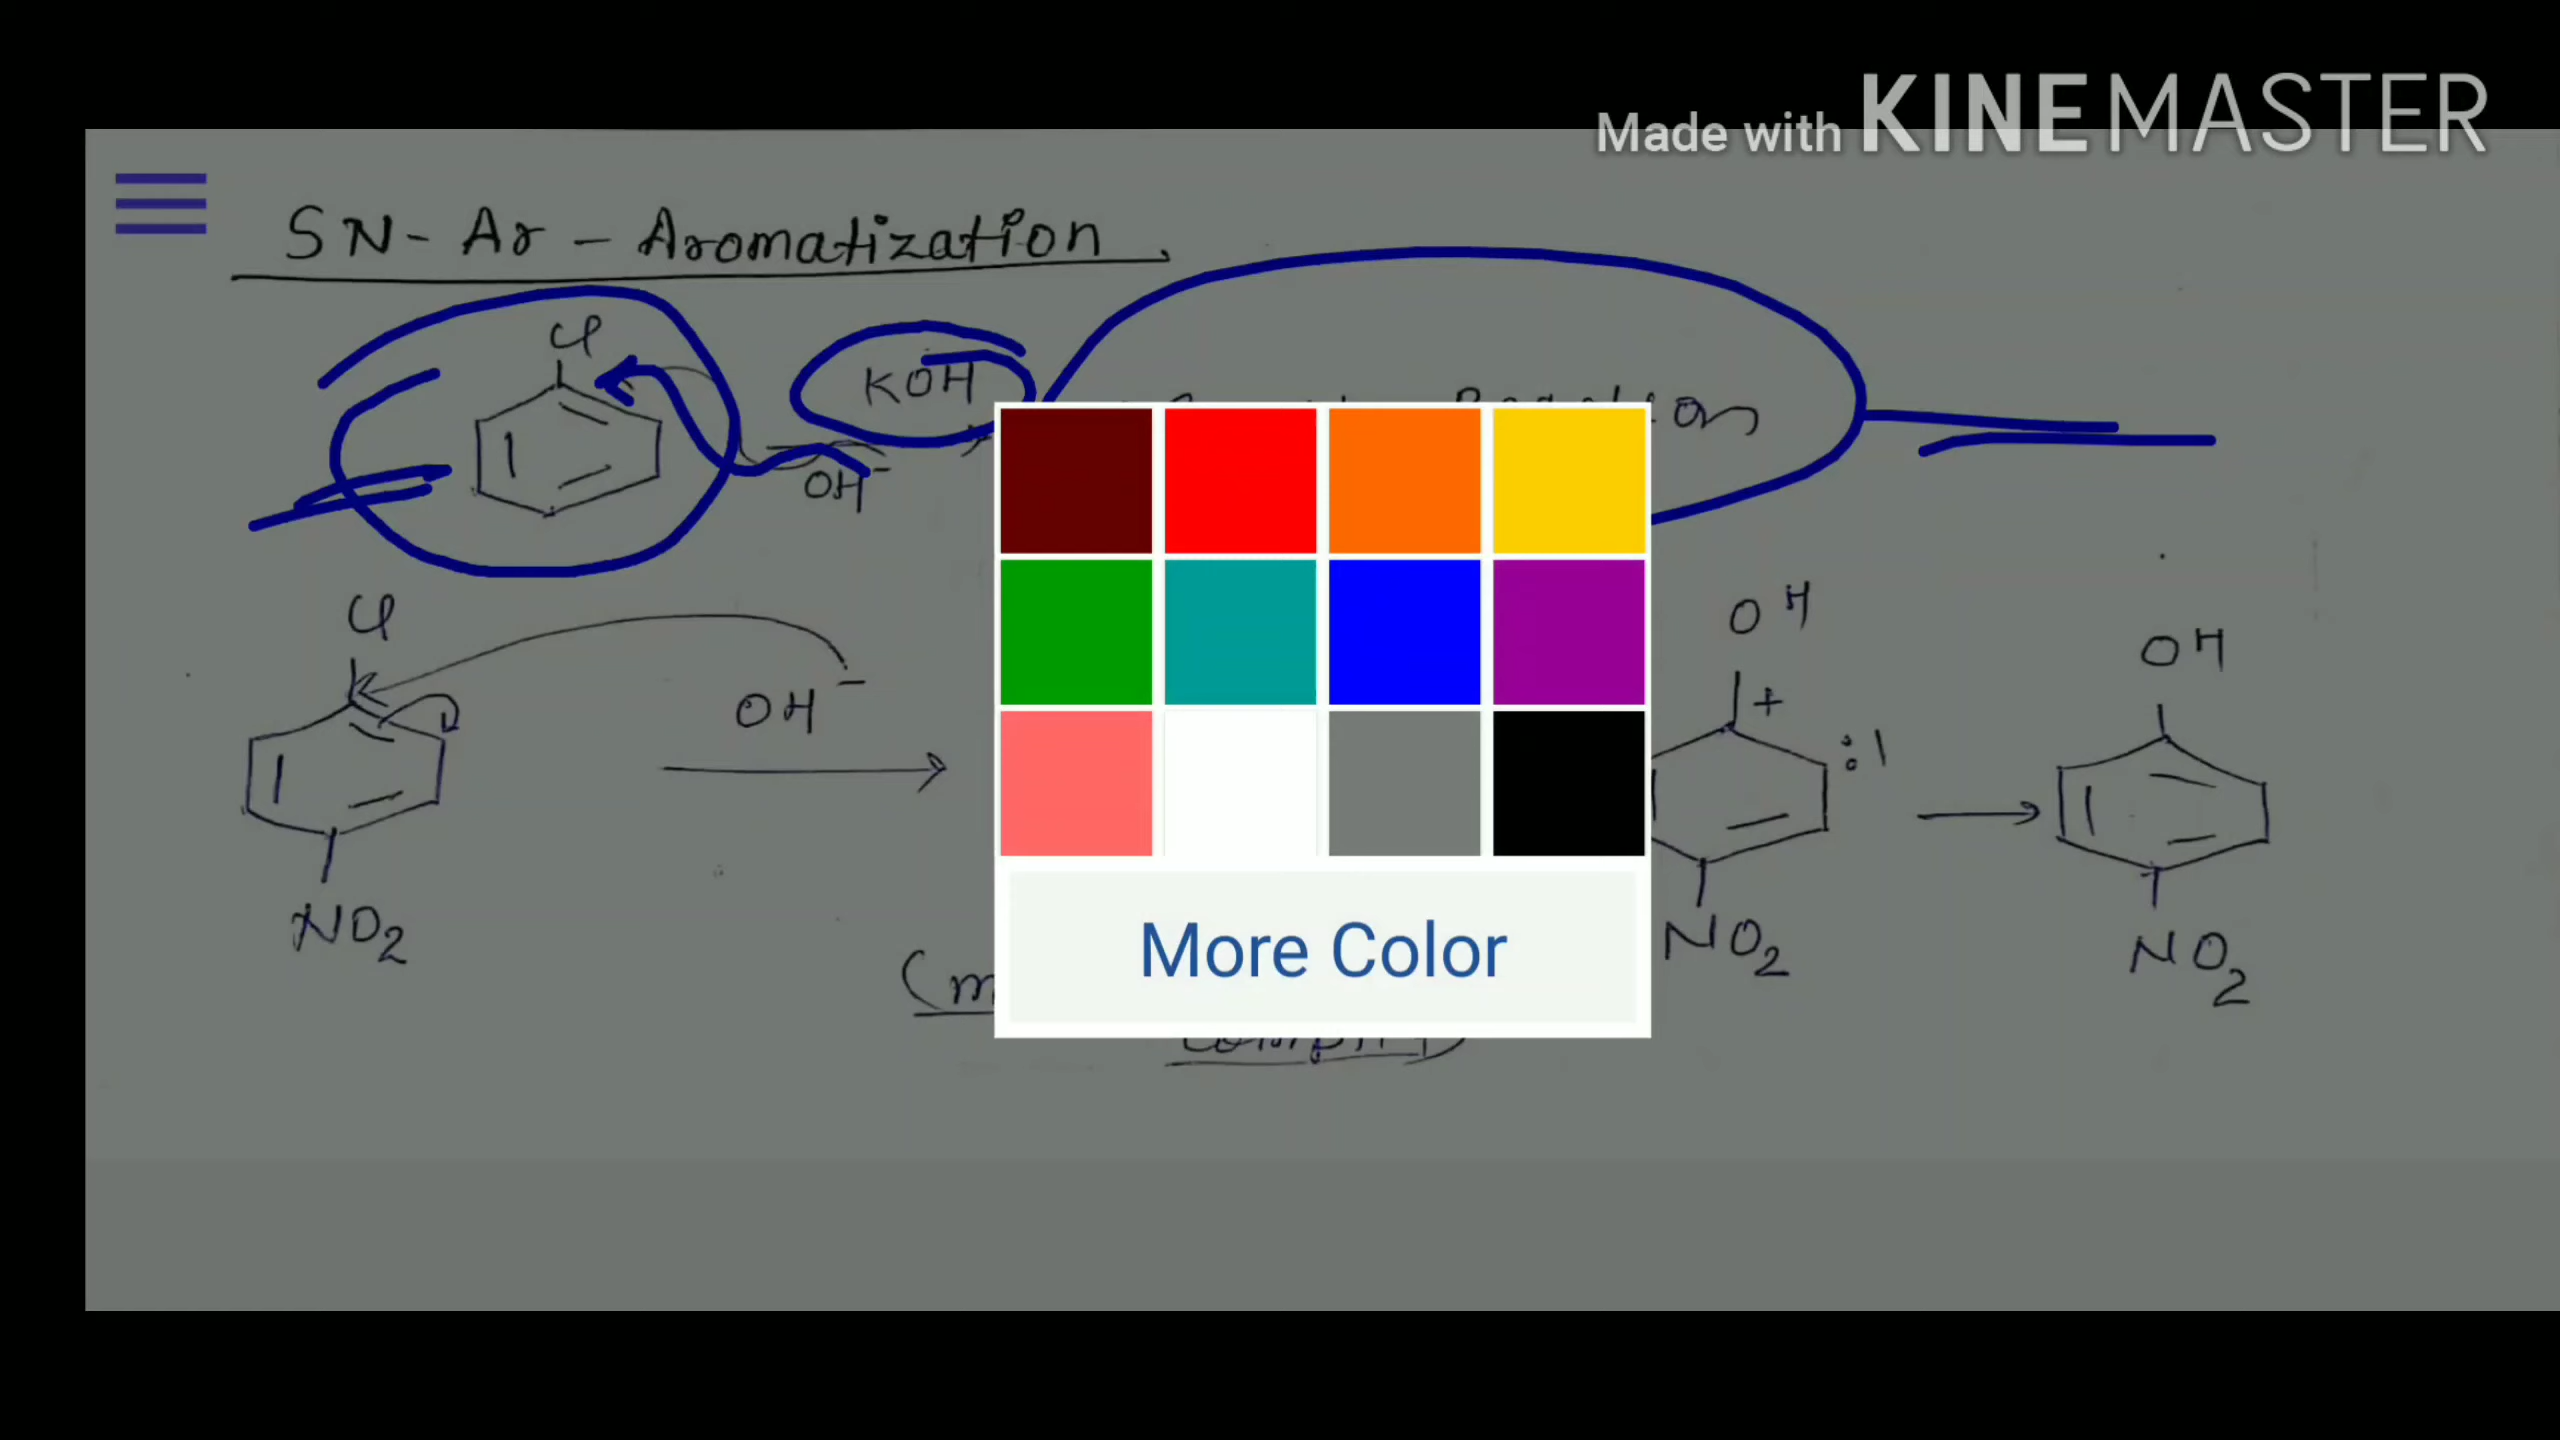 Made with KINEMASTER
SN-Ar-Aromatization.
Cl
KOH
OH⁻
Cl
OH⁻
NO2
OH
+
NO2
OH
NO2
More Color